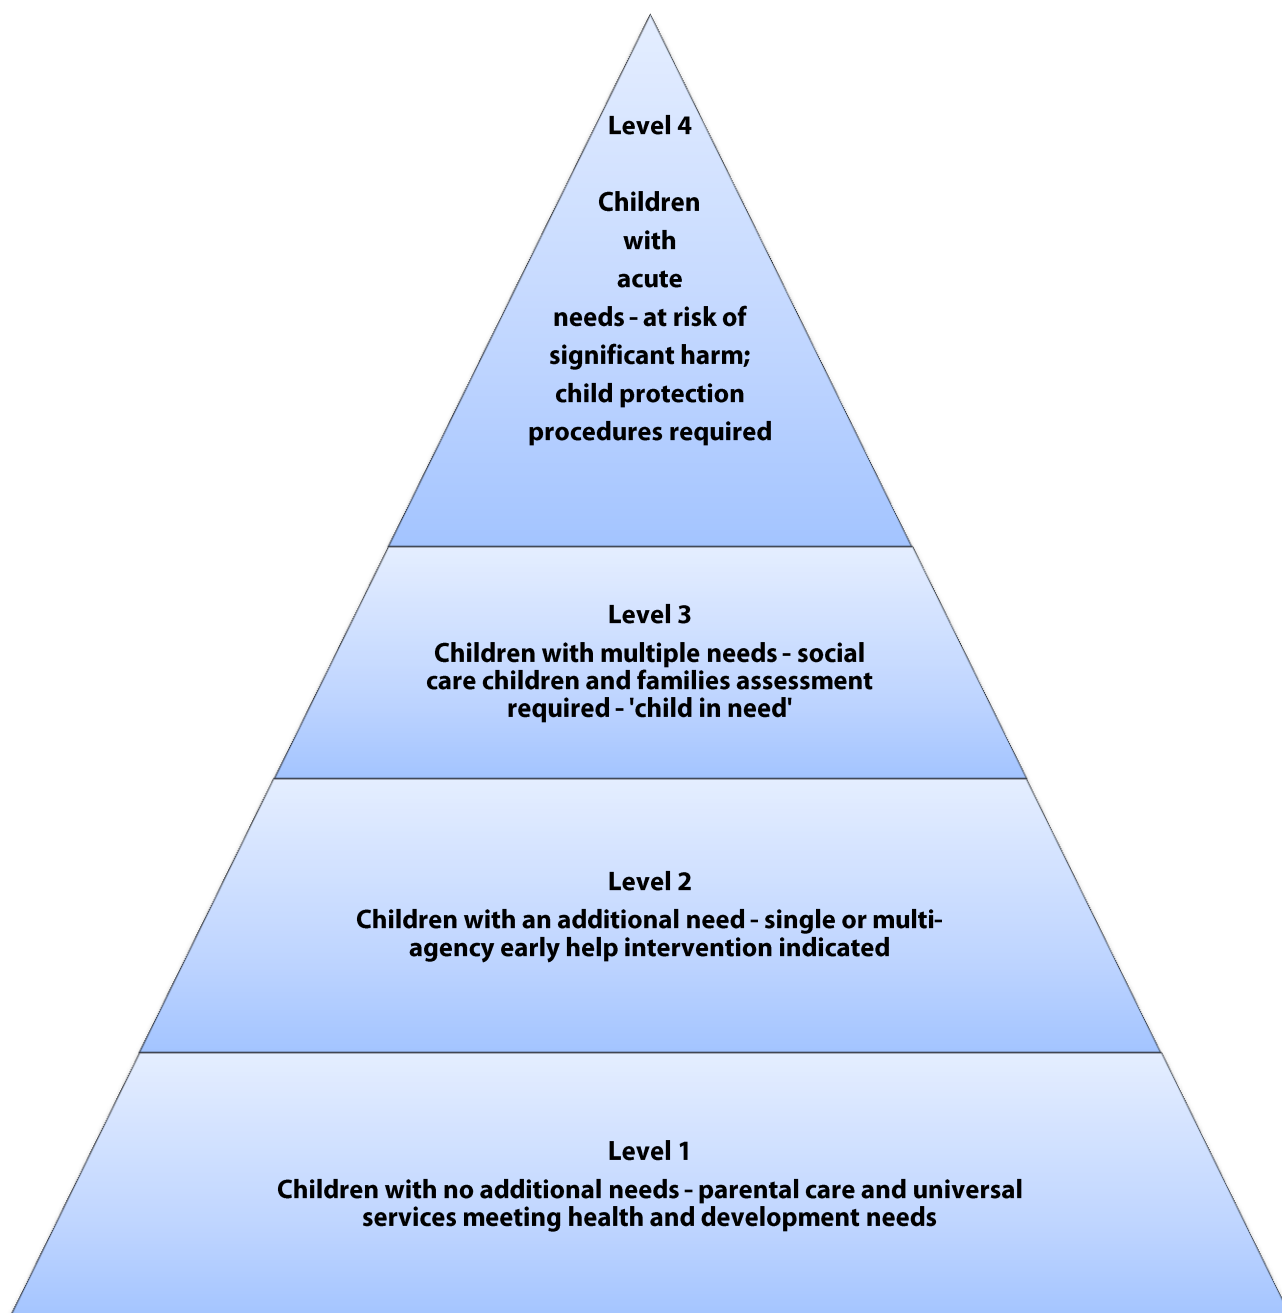 Level 4
Children
with
acute
needs - at risk of
significant harm;
child protection
procedures required
Level 3
Children with multiple needs - social
care children and families assessment
required - 'child in need'
Level 2
Children with an additional need - single or multi-
agency early help intervention indicated
Level 1
Children with no additional needs - parental care and universal
services meeting health and development needs